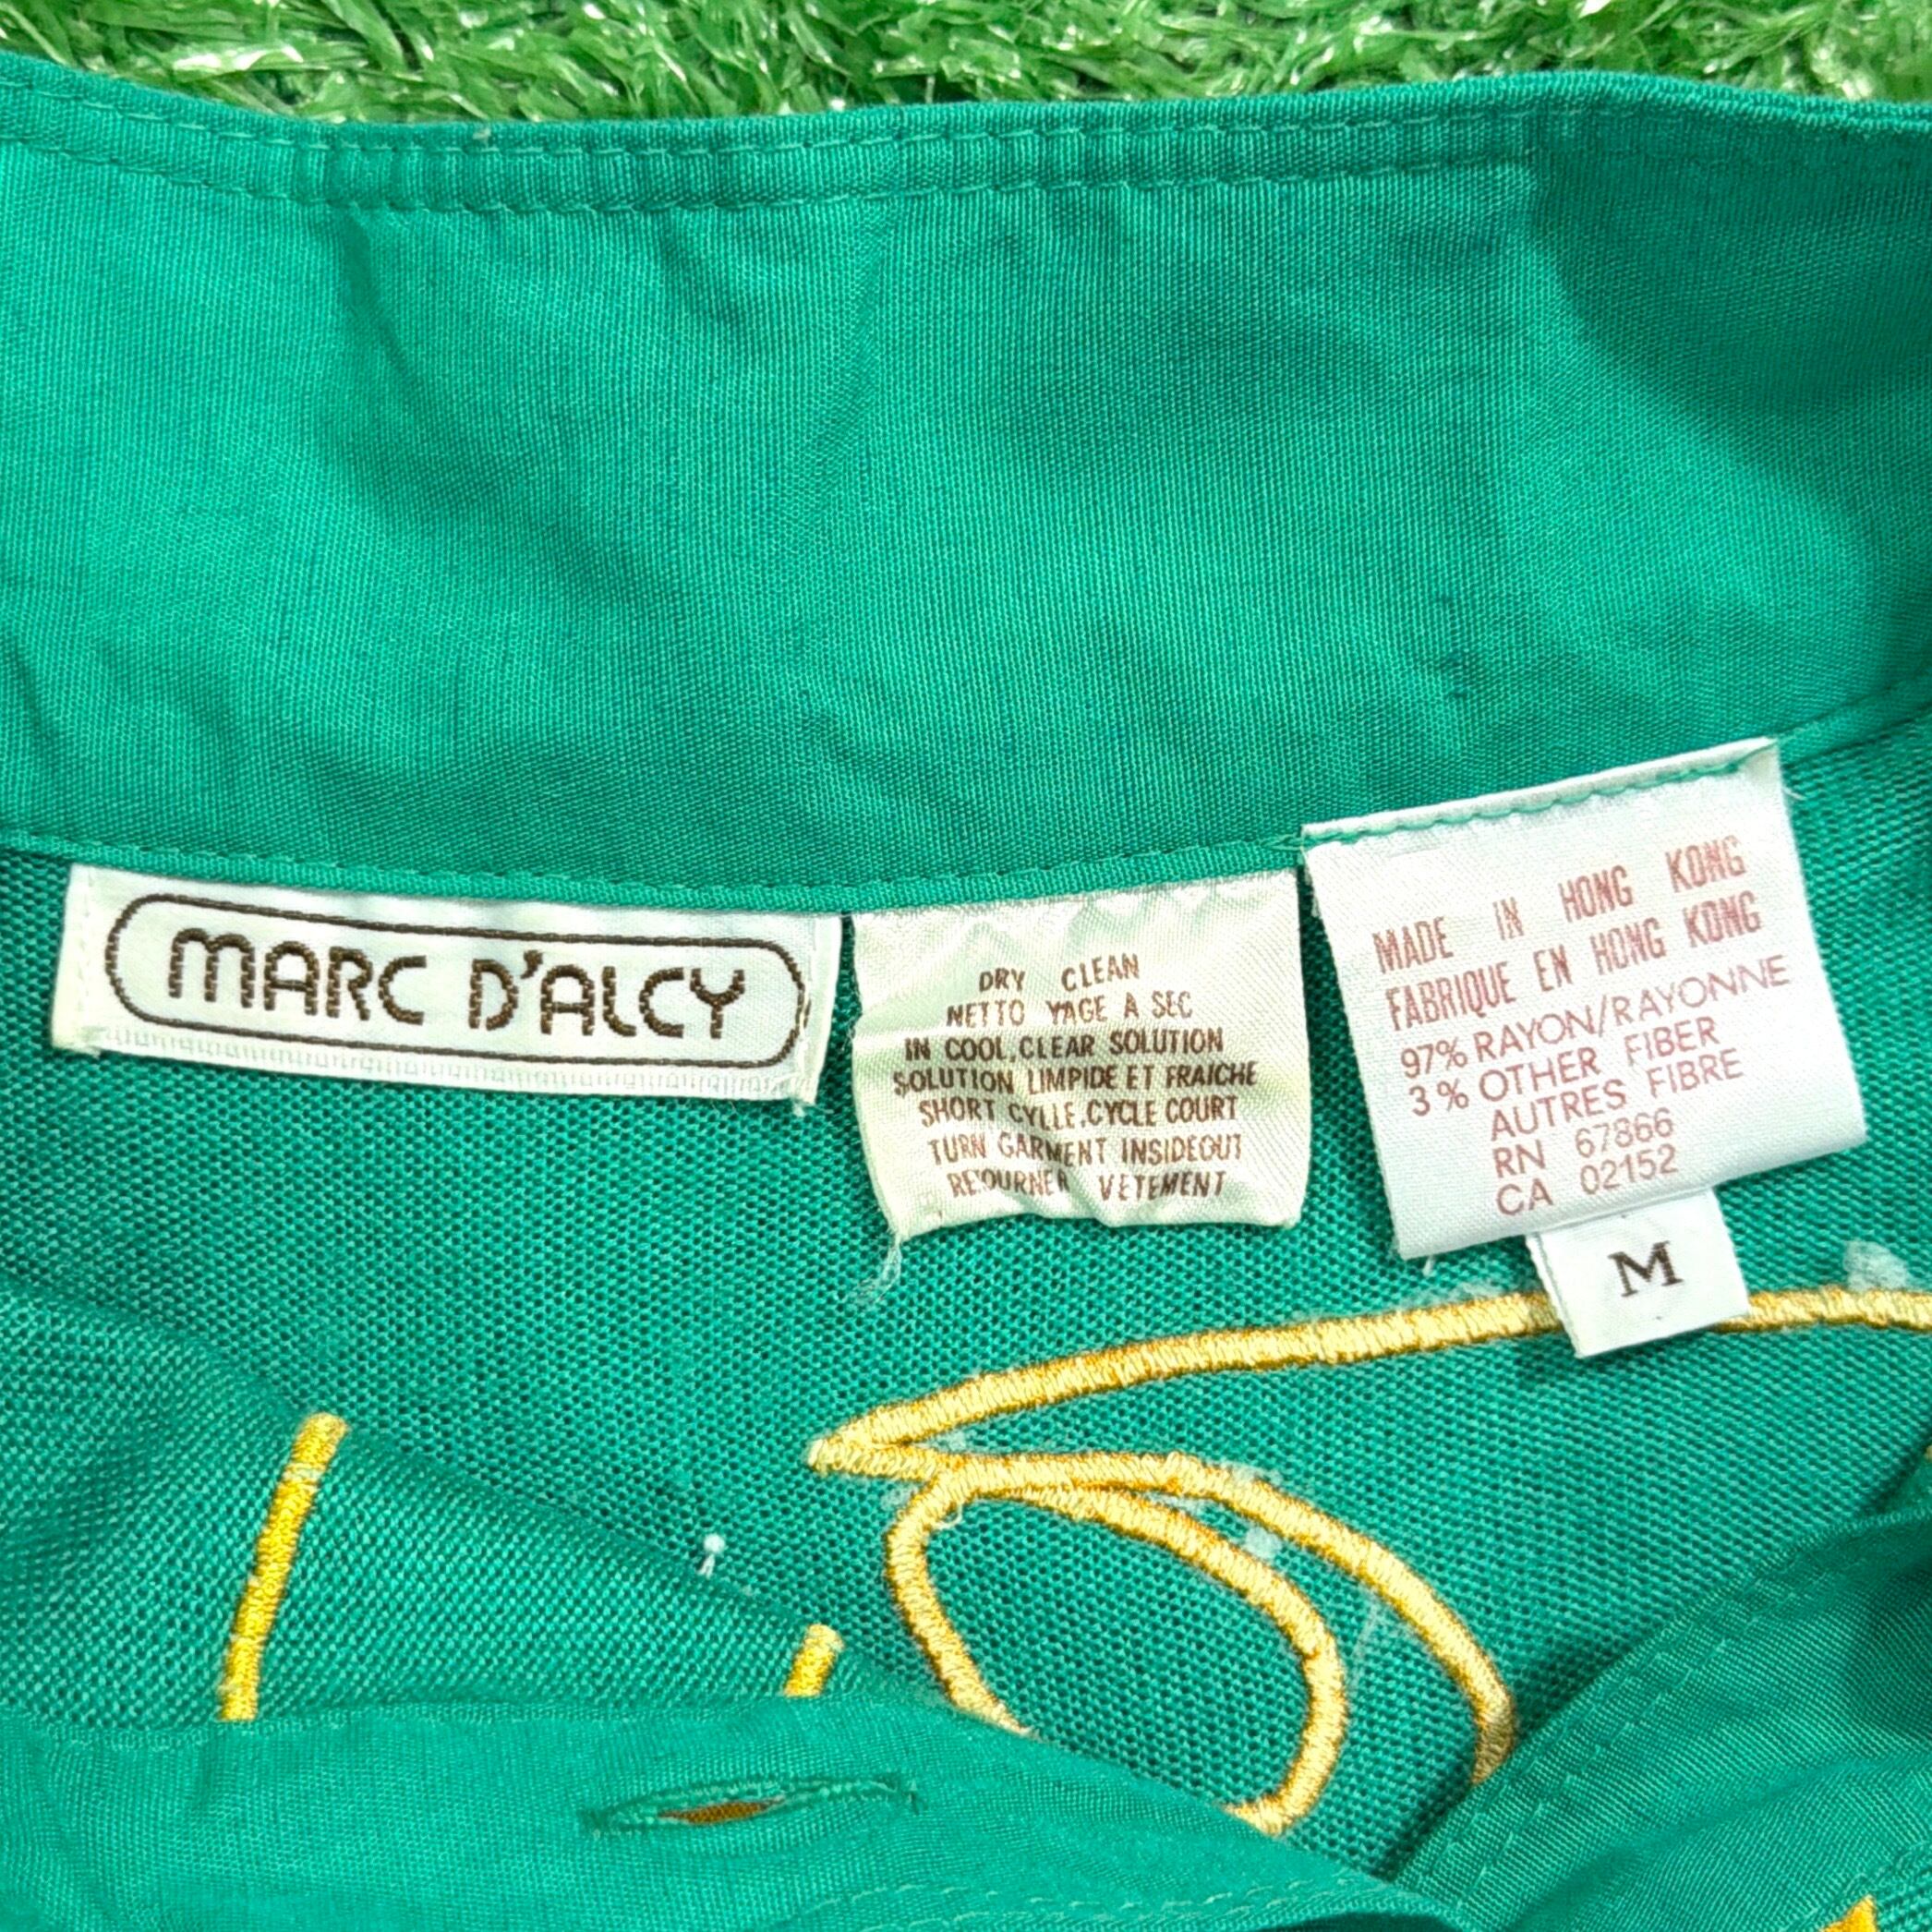 MARC D'ALCY
DRY CLEAN
NETTO YAGE A SEC
IN COOL,CLEAR SOLUTION
SOLUTION LIMPIDE ET FRAICHE
SHORT CYLLE.CYCLE COURT
TURN GARMENT INSIDEOUT
RETOURNER VETEMENT
MADE IN HONG KONG
FABRIQUE EN HONG KONG
97% RAYON/RAYONNE
3% OTHER FIBER
AUTRES FIBRE
RN 67866
CA 02152
M